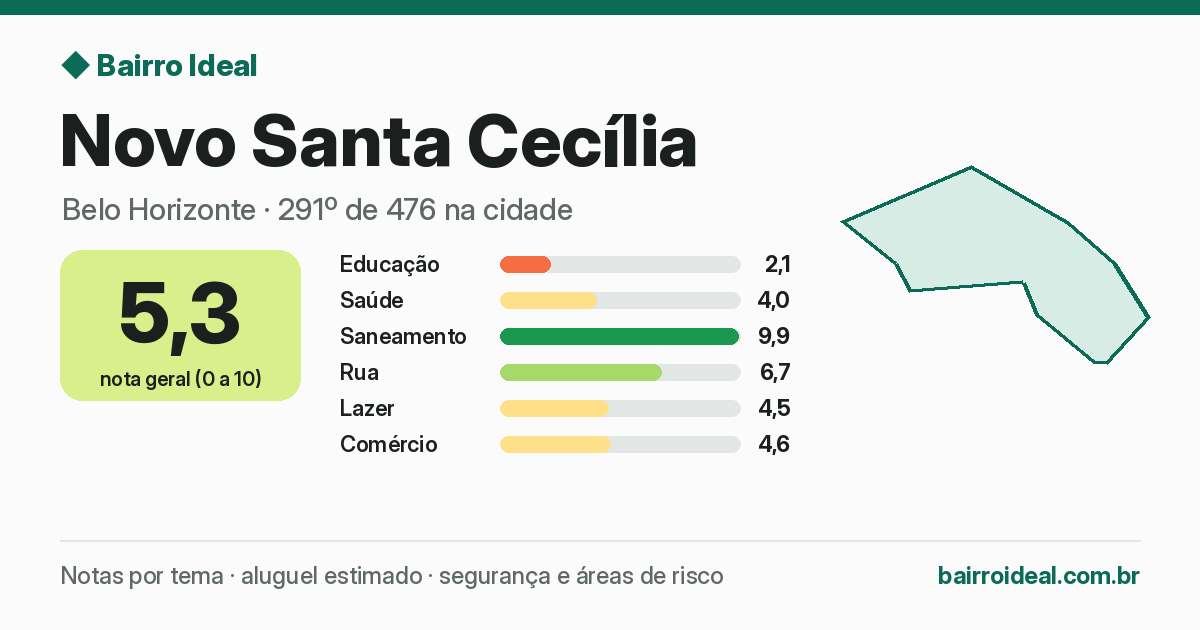 Bairro Ideal
Novo Santa Cecília
Belo Horizonte · 291º de 476 na cidade
5,3
nota geral (0 a 10)
Educação 2,1
Saúde 4,0
Saneamento 9,9
Rua 6,7
Lazer 4,5
Comércio 4,6
Notas por tema · aluguel estimado · segurança e áreas de risco
bairroideal.com.br